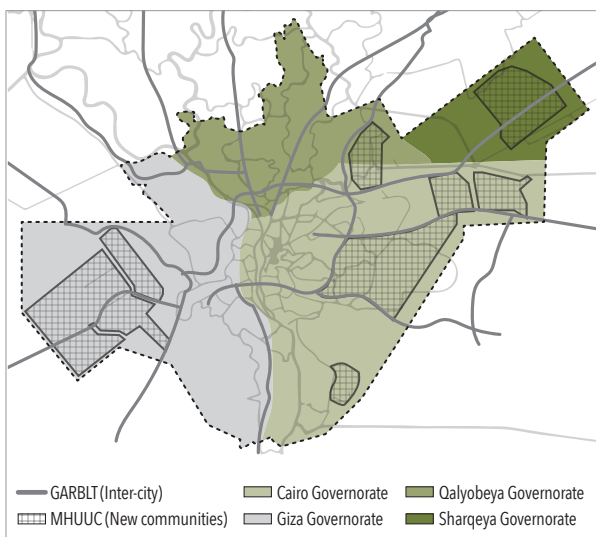 GARBLT (Inter-city)
MHUUC (New communities)
Cairo Governorate
Giza Governorate
Qalyobeya Governorate
Sharqeya Governorate